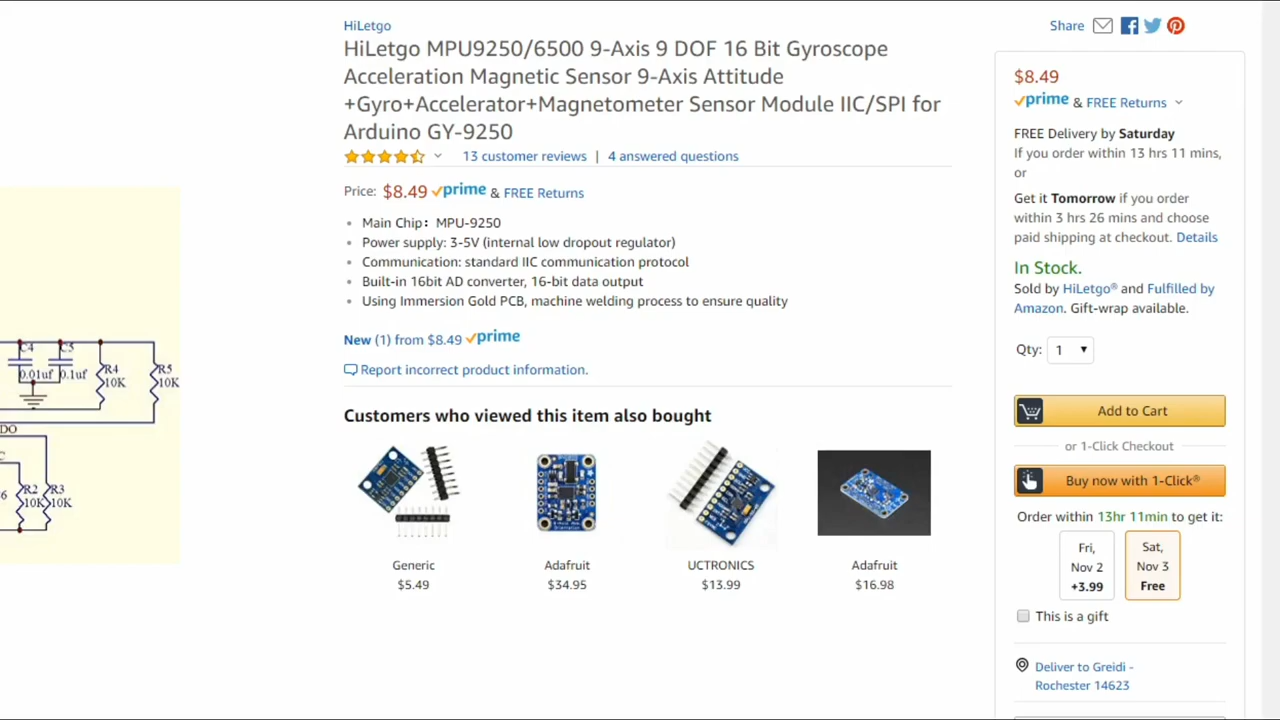 HiLetgo
HiLetgo MPU9250/6500 9-Axis 9 DOF 16 Bit Gyroscope
Acceleration Magnetic Sensor 9-Axis Attitude
+Gyro+Accelerator+Magnetometer Sensor Module IIC/SPI for
Arduino GY-9250
13 customer reviews | 4 answered questions
Price: $8.49 prime & FREE Returns
Main Chip：MPU-9250
Power supply: 3-5V (internal low dropout regulator)
Communication: standard IIC communication protocol
Built-in 16bit AD converter, 16-bit data output
Using Immersion Gold PCB, machine welding process to ensure quality
New (1) from $8.49 prime
Report incorrect product information.
Customers who viewed this item also bought
Generic
$5.49
Adafruit
$34.95
UCTRONICS
$13.99
Adafruit
$16.98
C4
C5
0.01uf
0.1uf
R4
10K
R5
10K
DO
C
6
R2
10K
R3
10K
Share
$8.49
prime & FREE Returns
FREE Delivery by Saturday
If you order within 13 hrs 11 mins,
or
Get it Tomorrow if you order
within 3 hrs 26 mins and choose
paid shipping at checkout. Details
In Stock.
Sold by HiLetgo® and Fulfilled by
Amazon. Gift-wrap available.
Qty: 1
Add to Cart
or 1-Click Checkout
Buy now with 1-Click®
Order within 13hr 11min to get it:
Fri,
Nov 2
+3.99
Sat,
Nov 3
Free
This is a gift
Deliver to Greidi -
Rochester 14623